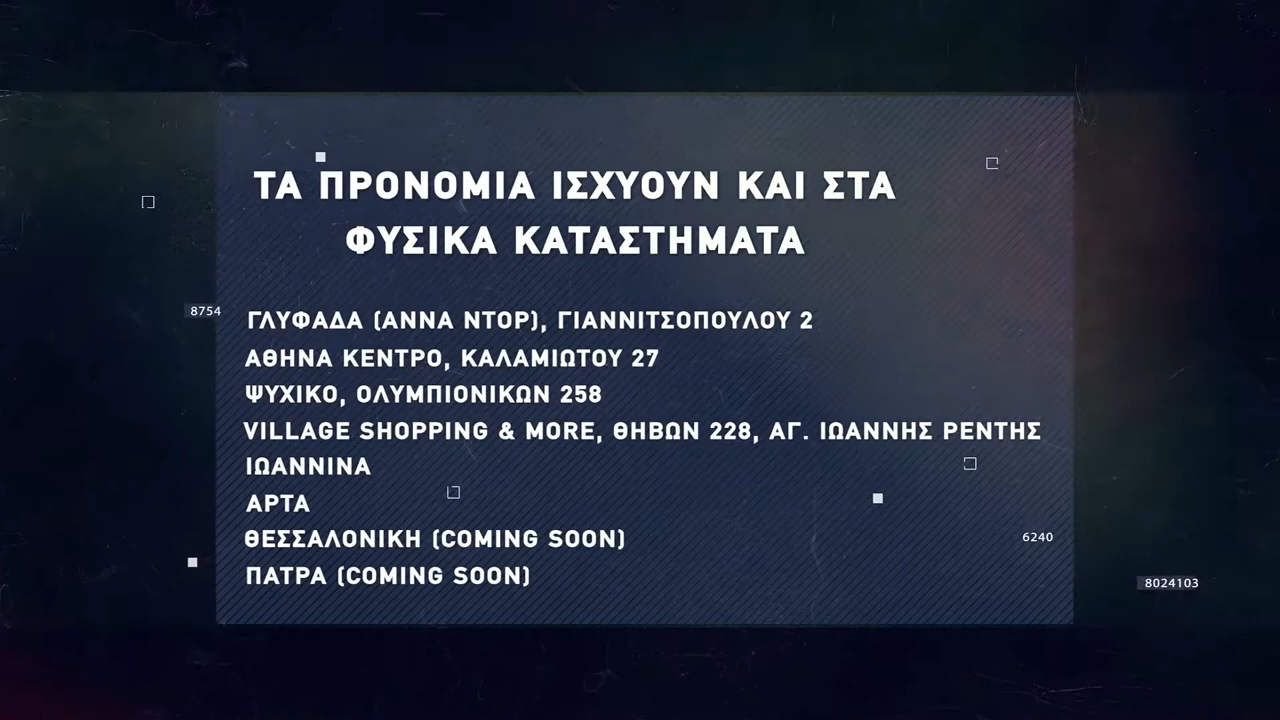 ΤΑ ΠΡΟΝΟΜΙΑ ΙΣΧΥΟΥΝ ΚΑΙ ΣΤΑ
ΦΥΣΙΚΑ ΚΑΤΑΣΤΗΜΑΤΑ
8754
ΓΛΥΦΑΔΑ (ΑΝΝΑ ΝΤΟΡ), ΓΙΑΝΝΙΤΣΟΠΟΥΛΟΥ 2
ΑΘΗΝΑ ΚΕΝΤΡΟ, ΚΑΛΑΜΙΩΤΟΥ 27
ΨΥΧΙΚΟ, ΟΛΥΜΠΙΟΝΙΚΩΝ 258
VILLAGE SHOPPING & MORE, ΘΗΒΩΝ 228, ΑΓ. ΙΩΑΝΝΗΣ ΡΕΝΤΗΣ
ΙΩΑΝΝΙΝΑ
ΑΡΤΑ
ΘΕΣΣΑΛΟΝΙΚΗ (COMING SOON)
6240
ΠΑΤΡΑ (COMING SOON)
8024103